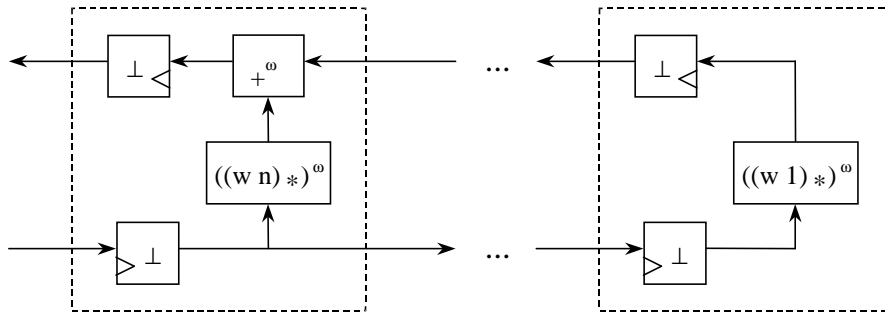 ⊥ +ω ... ⊥
((w n) *)ω ((w 1) *)ω
⊥ ... ⊥